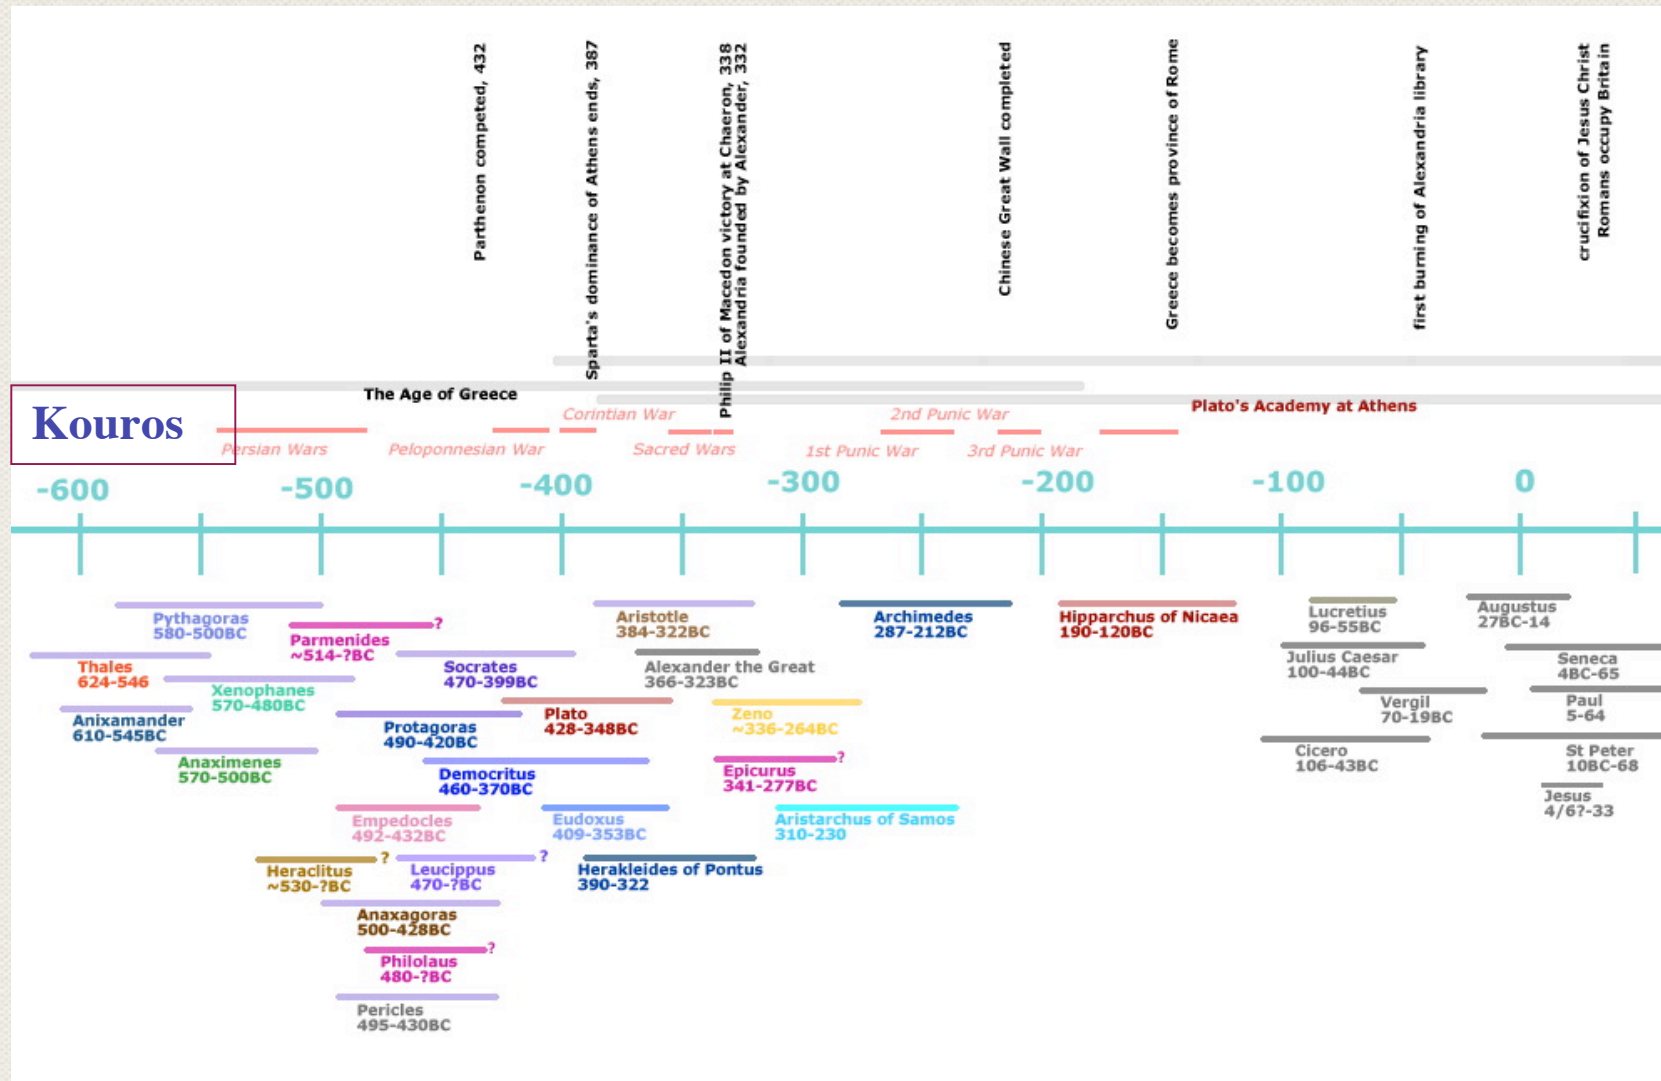 Parthenon competed, 432
Sparta's dominance of Athens ends, 387
Philip II of Macedon victory at Chaeron, 338
Alexandria founded by Alexander, 332
Chinese Great Wall completed
Greece becomes province of Rome
first burning of Alexandria library
crucifixion of Jesus Christ
Romans occupy Britain
The Age of Greece
Plato's Academy at Athens
Kouros
Corintian War
2nd Punic War
Persian Wars
Peloponnesian War
Sacred Wars
1st Punic War
3rd Punic War
-600
-500
-400
-300
-200
-100
0
Pythagoras
580-500BC
Parmenides ?
~514-?BC
Aristotle
384-322BC
Archimedes
287-212BC
Hipparchus of Nicaea
190-120BC
Lucretius
96-55BC
Augustus
27BC-14
Thales
624-546
Xenophanes
570-480BC
Socrates
470-399BC
Alexander the Great
366-323BC
Julius Caesar
100-44BC
Seneca
4BC-65
Anixamander
610-545BC
Protagoras
490-420BC
Plato
428-348BC
Zeno
~336-264BC
Vergil
70-19BC
Paul
5-64
Anaximenes
570-500BC
Democritus
460-370BC
Epicurus ?
341-277BC
Cicero
106-43BC
St Peter
10BC-68
Empedocles
492-432BC
Eudoxus
409-353BC
Aristarchus of Samos
310-230
Jesus
4/6?-33
Heraclitus ?
~530-?BC
Leucippus ?
470-?BC
Herakleides of Pontus
390-322
Anaxagoras
500-428BC
Philolaus ?
480-?BC
Pericles
495-430BC